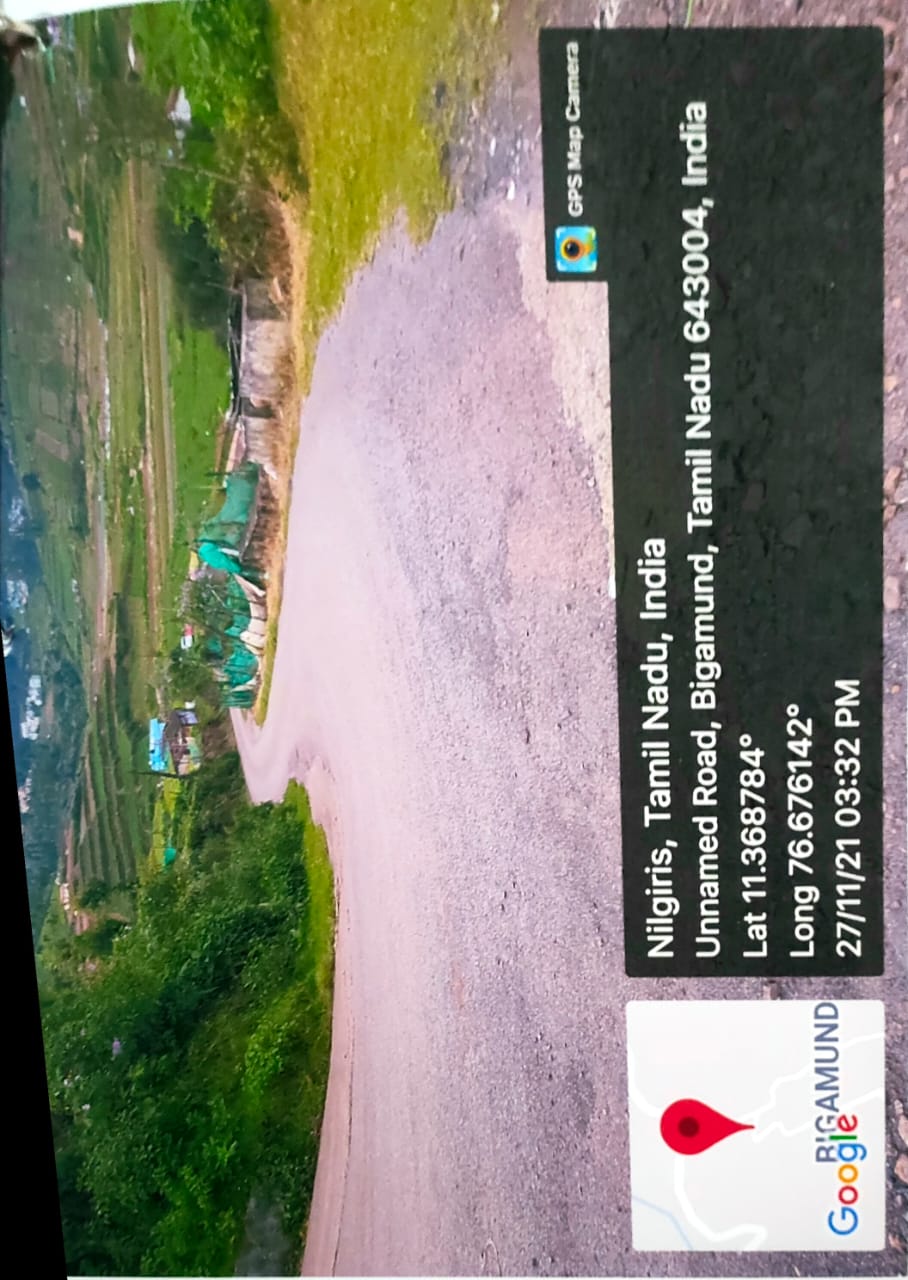 GPS Map Camera
Nilgiris, Tamil Nadu, India
Unnamed Road, Bigamund, Tamil Nadu 643004, India
Lat 11.368784°
Long 76.676142°
27/11/21 03:32 PM
BIGAMUND
Google